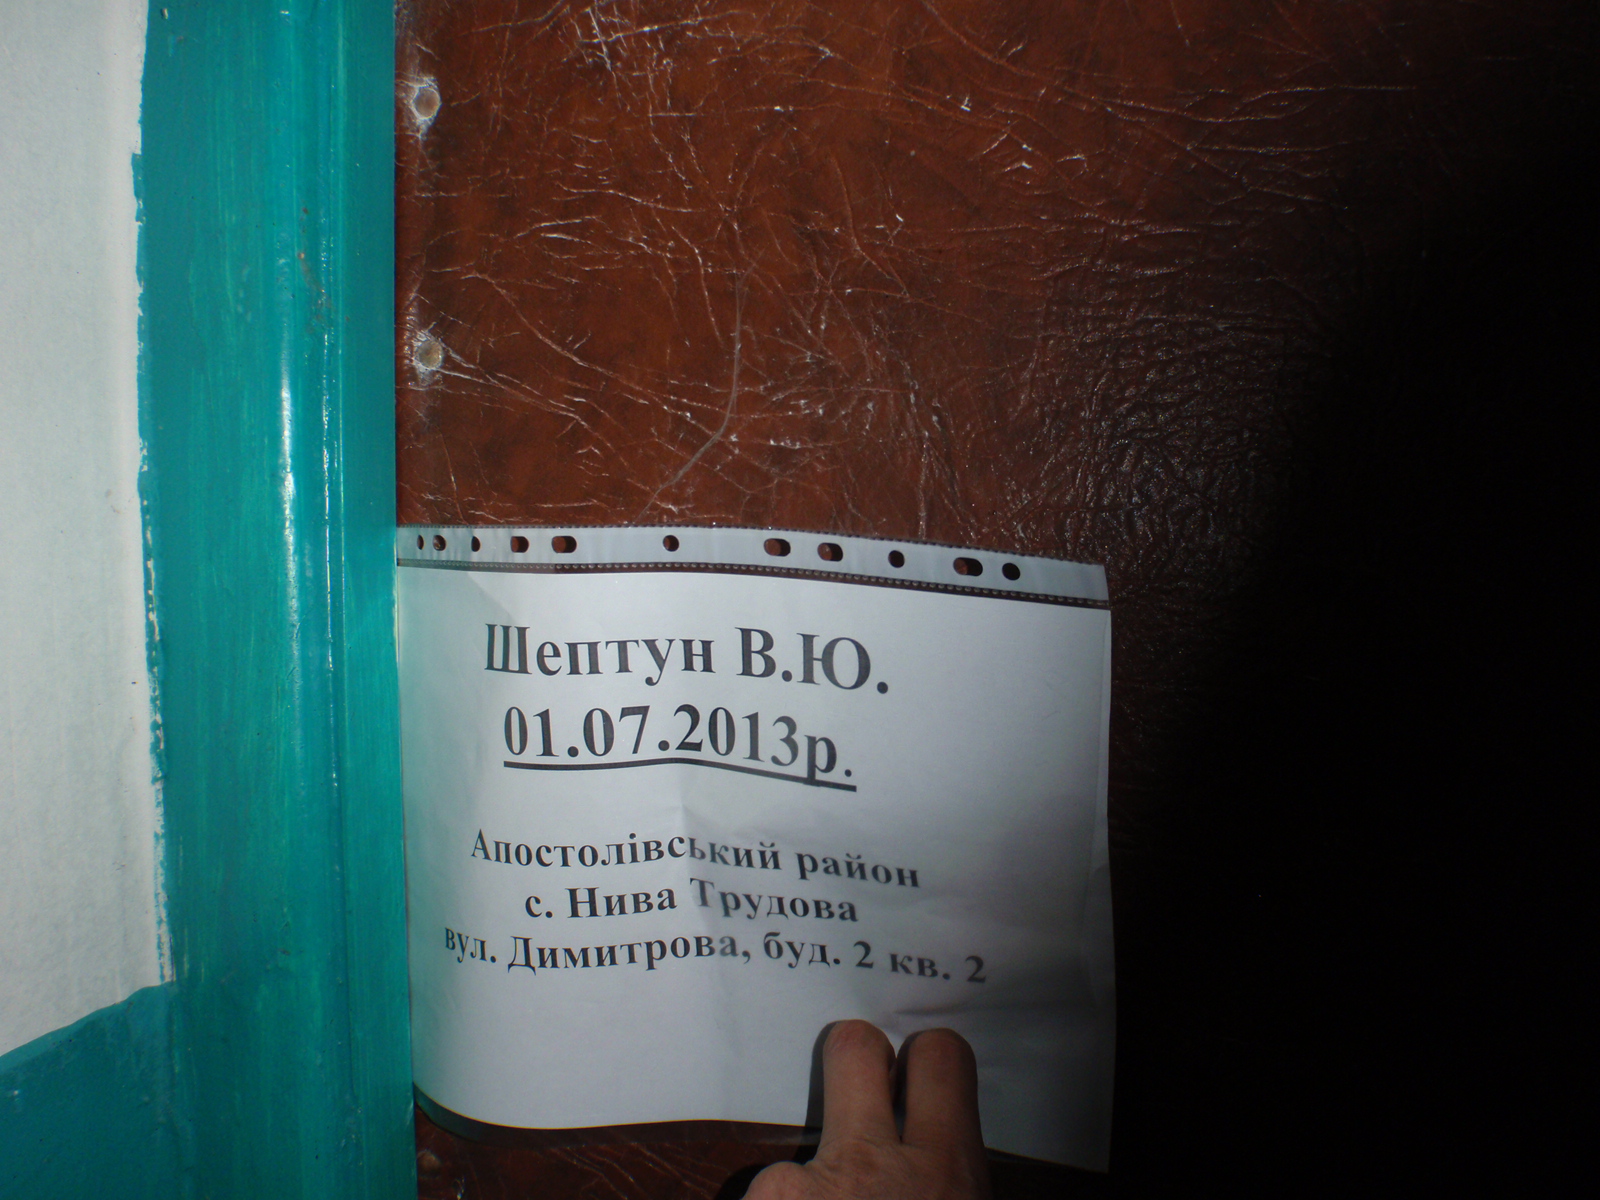 Шептун В.Ю.
01.07.2013р.
Апостолівський район
с. Нива Трудова
вул. Димитрова, буд. 2 кв. 2